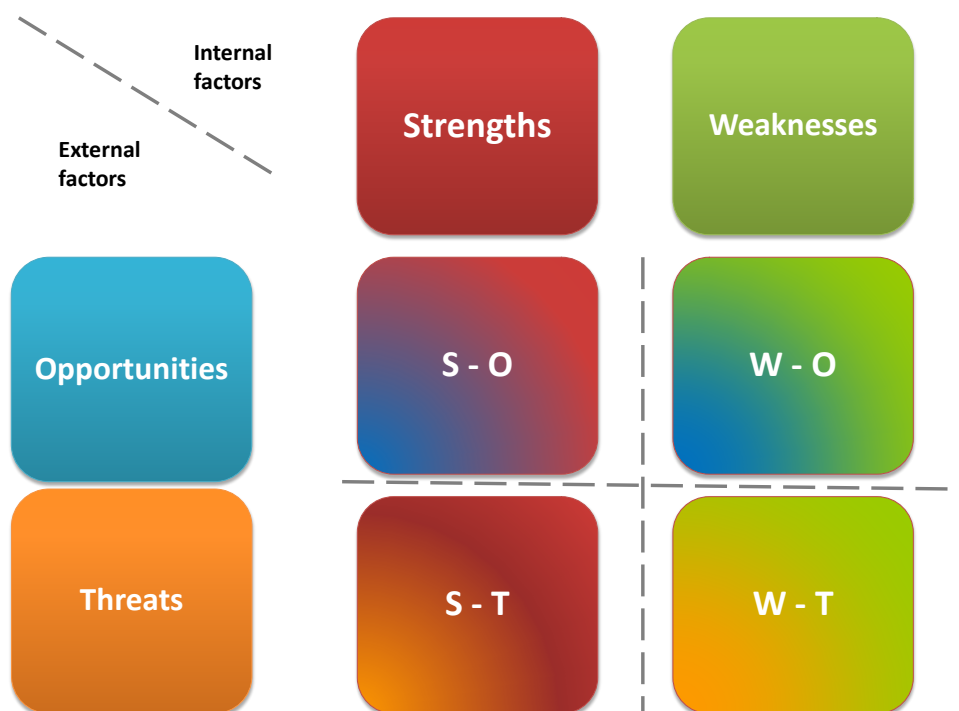 Internal
factors
External
factors
Strengths
Weaknesses
Opportunities
S - O
W - O
Threats
S - T
W - T